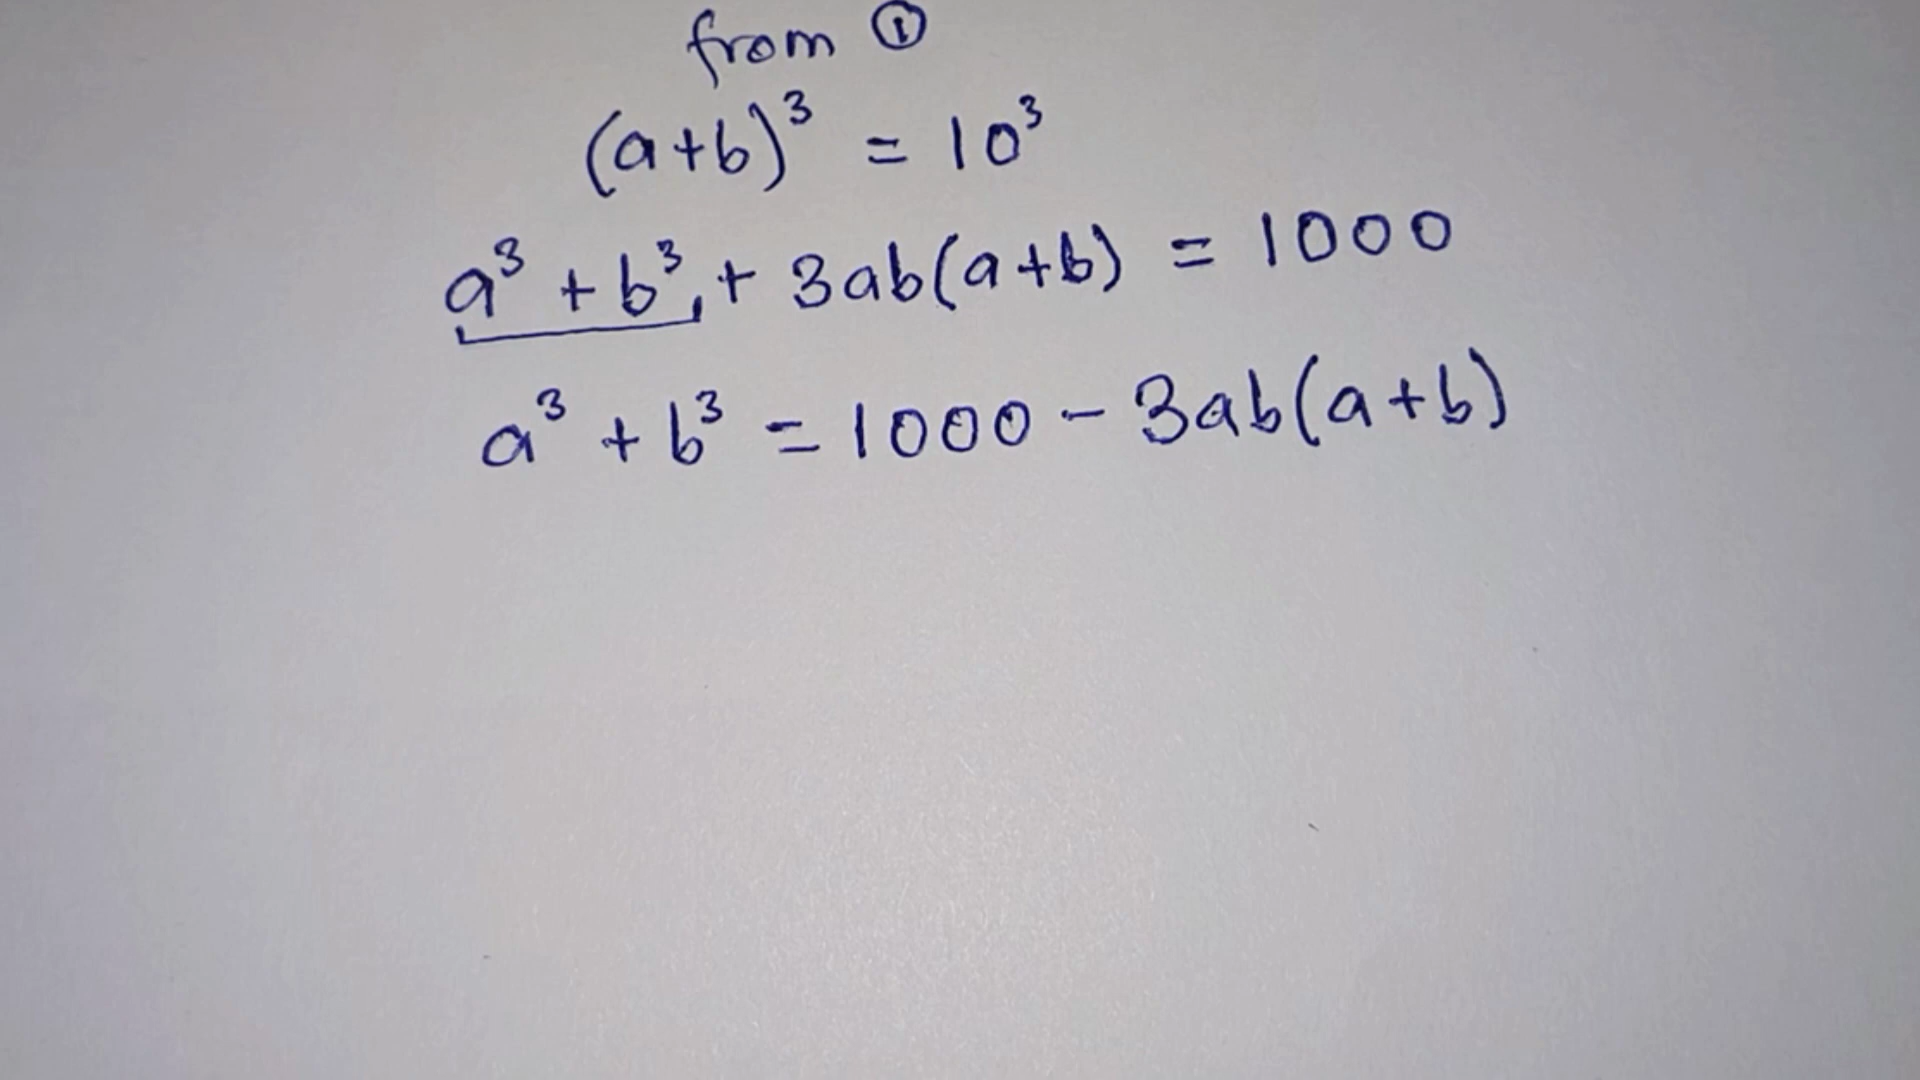 from ①
(a+b)³ = 10³
a³ + b³ + 3ab(a+b) = 1000
a³ + b³ = 1000 - 3ab(a+b)